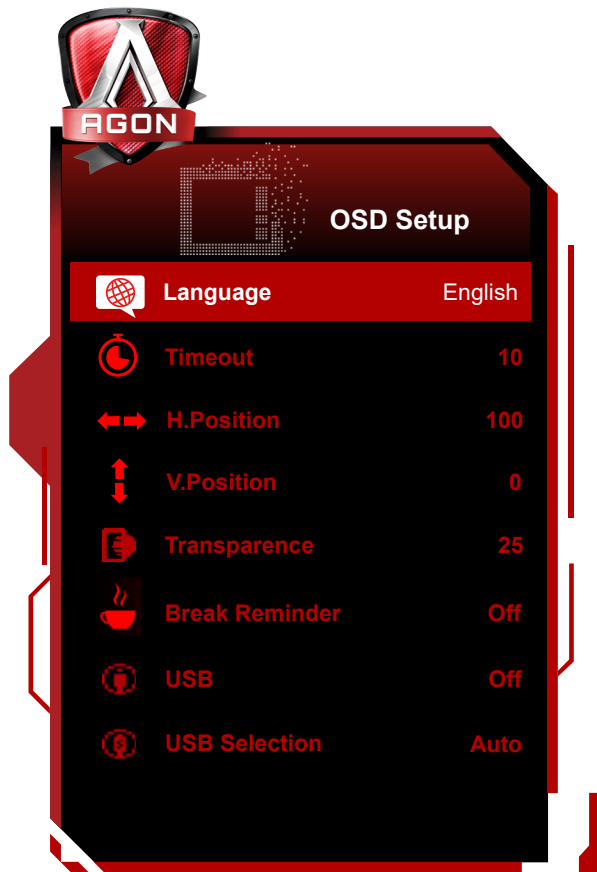 AGON
OSD Setup
Language English
Timeout 10
H.Position 100
V.Position 0
Transparence 25
Break Reminder Off
USB Off
USB Selection Auto